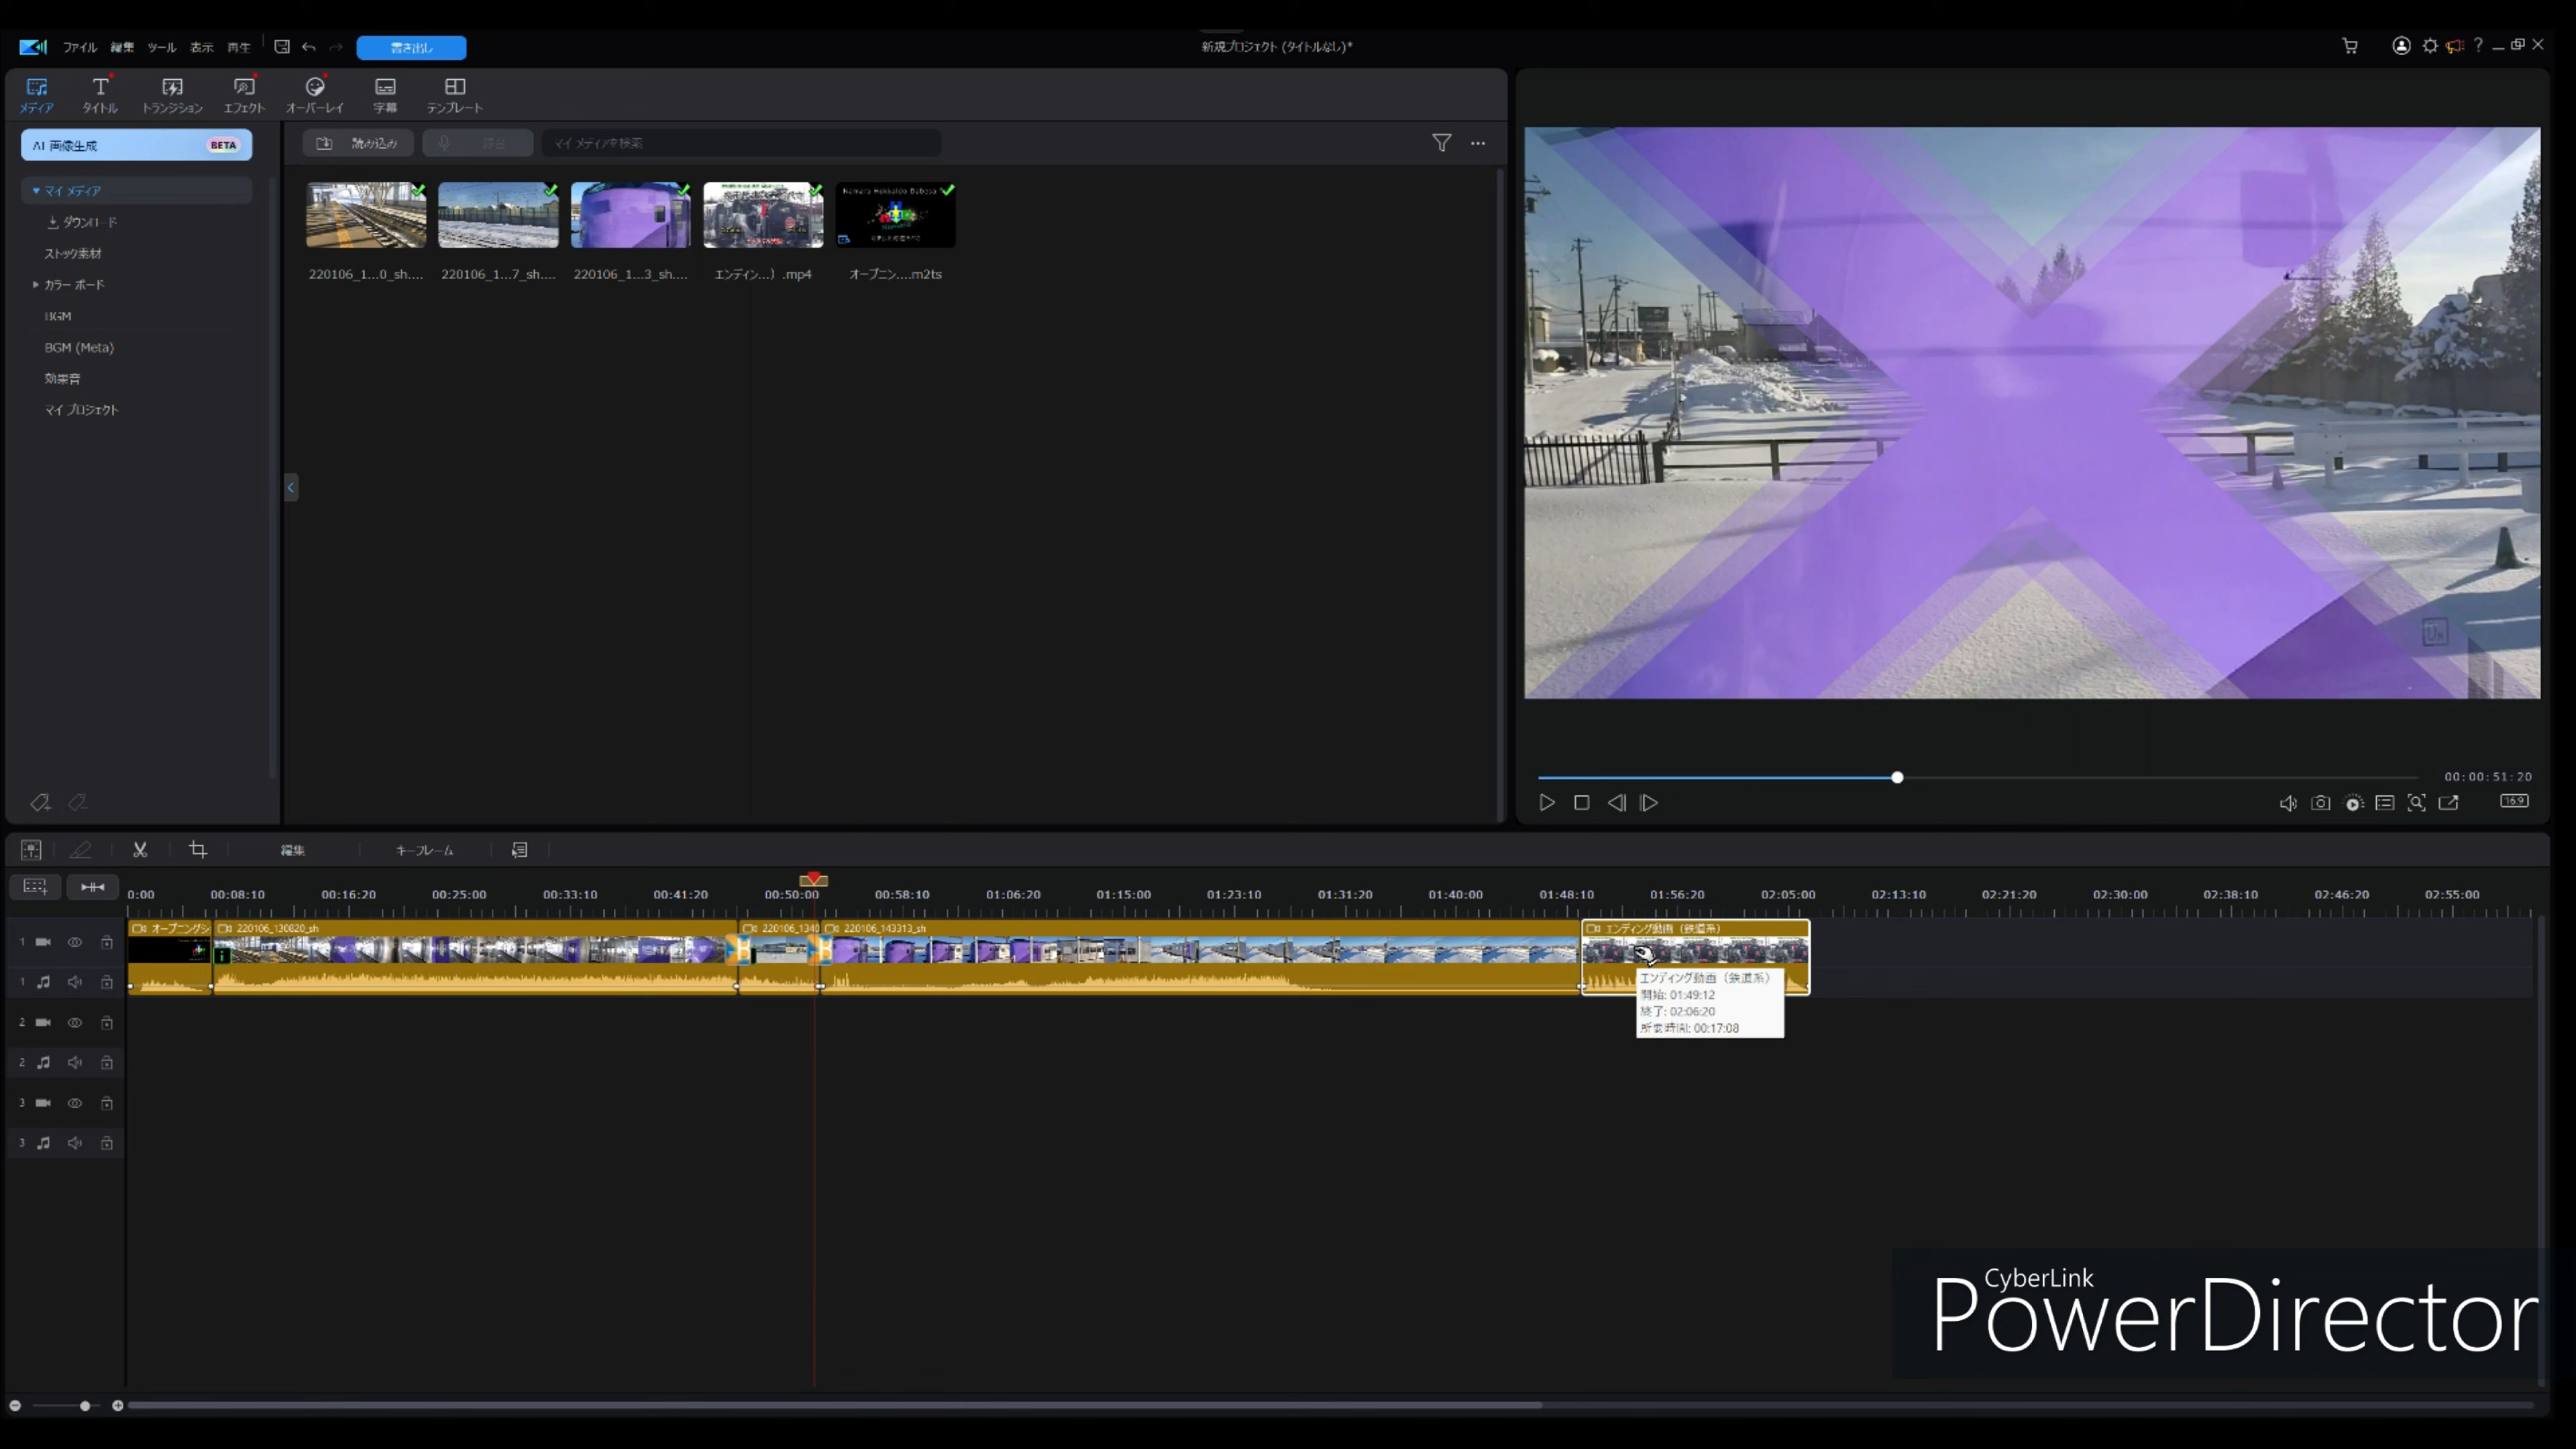 ファイル 編集 ツール 表示 再生 書き出し 新規プロジェクト (タイトルなし)*
メディア タイトル トランジション エフェクト オーバーレイ 字幕 テンプレート
AI 画像生成 BETA
読み込み 録音 マイ メディアを検索
マイ メディア
ダウンロード
ストック素材
カラー ボード
BGM
BGM (Meta)
効果音
マイ プロジェクト
220106_1...0_sh.... 220106_1...7_sh.... 220106_1...3_sh.... エンディン...) .mp4 オープニン....m2ts
00:00:51:20
16:9
編集 キーフレーム
0:00 00:08:10 00:16:20 00:25:00 00:33:10 00:41:20 00:50:00 00:58:10 01:06:20 01:15:00 01:23:10 01:31:20 01:40:00 01:48:10 01:56:20 02:05:00 02:13:10 02:21:20 02:30:00 02:38:10 02:46:20 02:55:00
オープニングシ 220106_130820_sh 220106_1340 220106_143313_sh エンディング動画（鉄道系）
1
1
2
2
3
3
エンディング動画（鉄道系）
開始: 01:49:12
終了: 02:06:20
所要時間: 00:17:08
CyberLink
PowerDirector